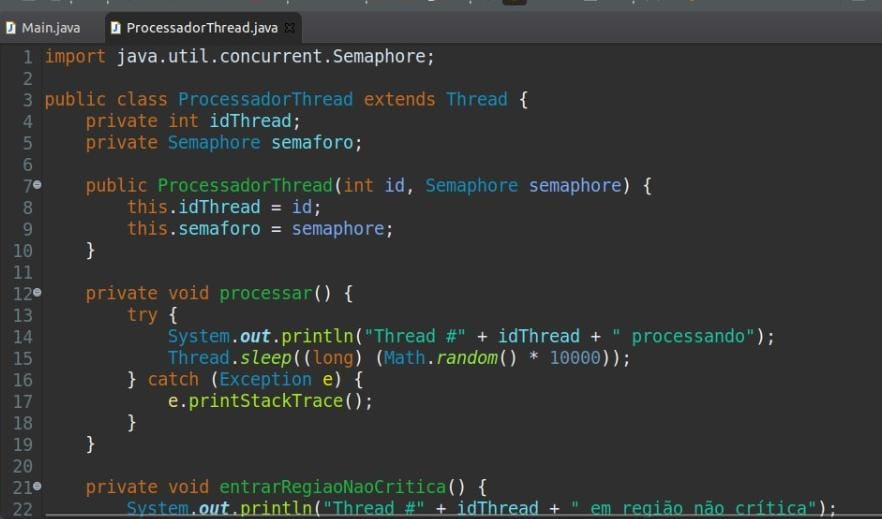 Main.java ProcessadorThread.java
1 import java.util.concurrent.Semaphore;
2
3 public class ProcessadorThread extends Thread {
4     private int idThread;
5     private Semaphore semaforo;
6
7     public ProcessadorThread(int id, Semaphore semaphore) {
8         this.idThread = id;
9         this.semaforo = semaphore;
10     }
11
12     private void processar() {
13         try {
14             System.out.println("Thread #" + idThread + " processando");
15             Thread.sleep((long) (Math.random() * 10000));
16         } catch (Exception e) {
17             e.printStackTrace();
18         }
19     }
20
21     private void entrarRegiaoNaoCritica() {
22         System.out.println("Thread #" + idThread + " em região não crítica");